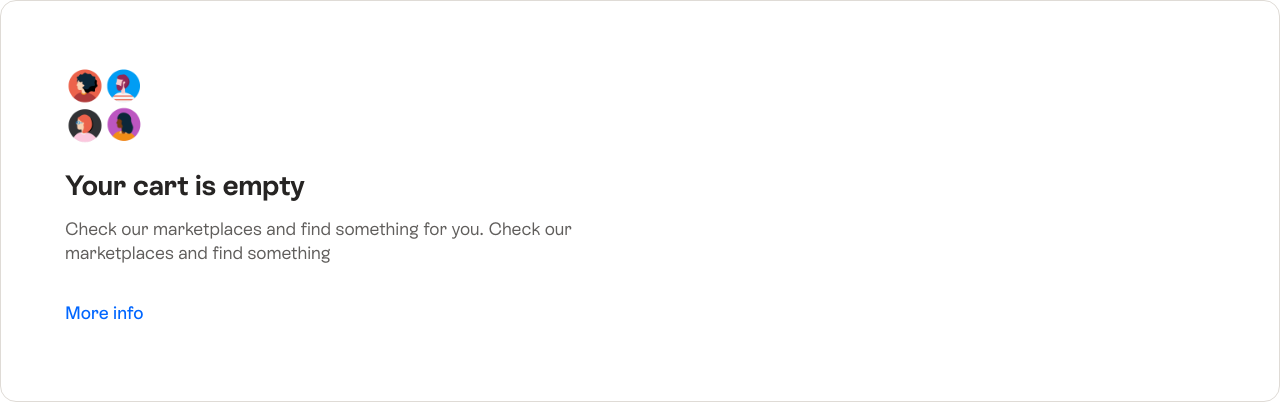 Your cart is empty
Check our marketplaces and find something for you. Check our
marketplaces and find something
More info